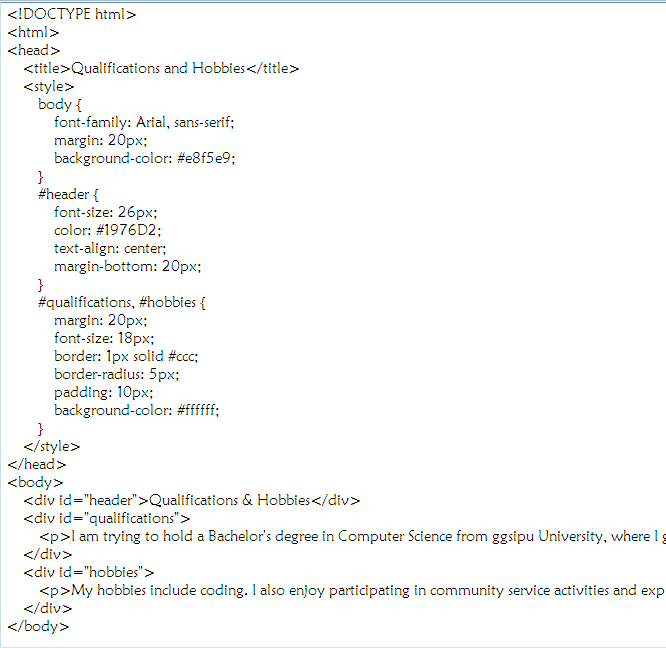 <!DOCTYPE html>
<html>
<head>
<title>Qualifications and Hobbies</title>
<style>
body {
font-family: Arial, sans-serif;
margin: 20px;
background-color: #e8f5e9;
}
#header {
font-size: 26px;
color: #1976D2;
text-align: center;
margin-bottom: 20px;
}
#qualifications, #hobbies {
margin: 20px;
font-size: 18px;
border: 1px solid #ccc;
border-radius: 5px;
padding: 10px;
background-color: #ffffff;
}
</style>
</head>
<body>
<div id="header">Qualifications & Hobbies</div>
<div id="qualifications">
<p>I am trying to hold a Bachelor's degree in Computer Science from ggsipu University, where I
</div>
<div id="hobbies">
<p>My hobbies include coding. I also enjoy participating in community service activities and exp
</div>
</body>